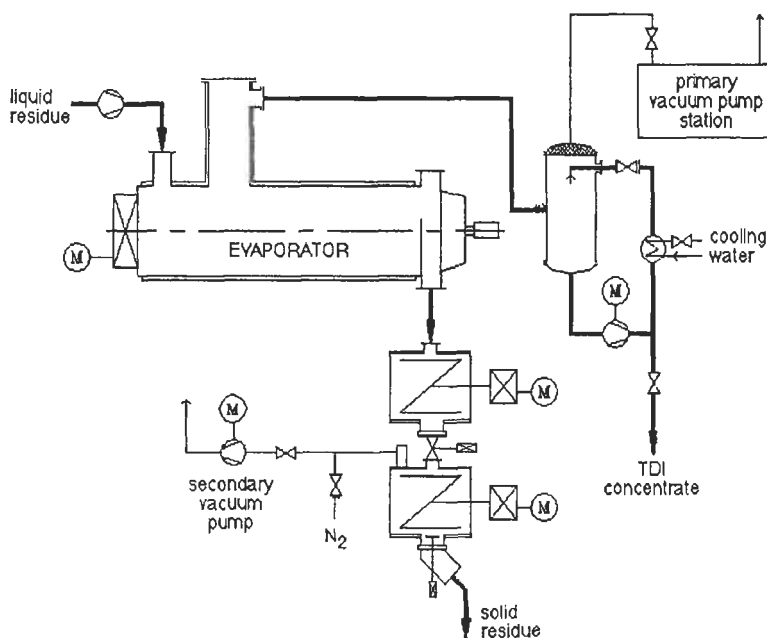 liquid
residue
primary
vacuum pump
station
M
EVAPORATOR
cooling
water
M
M
M
secondary
vacuum
pump
N2
M
TDI
concentrate
solid
residue